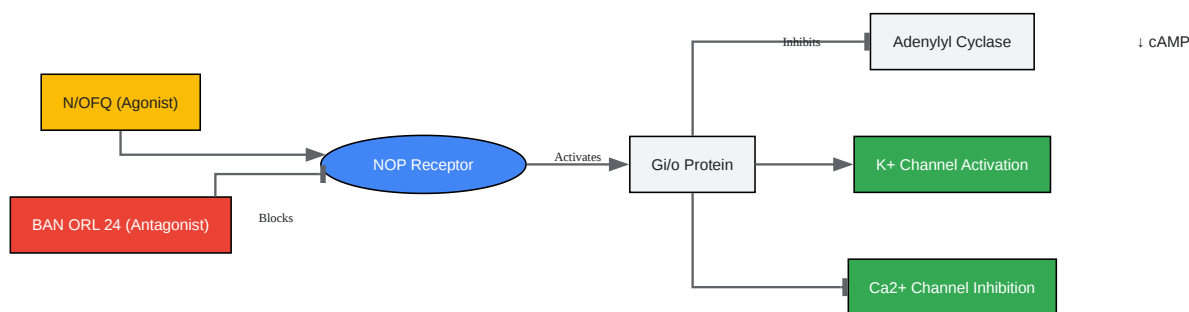 Inhibits
Adenylyl Cyclase
↓ cAMP
N/OFQ (Agonist)
NOP Receptor
Activates
Gi/o Protein
K+ Channel Activation
BAN ORL 24 (Antagonist)
Blocks
Ca2+ Channel Inhibition